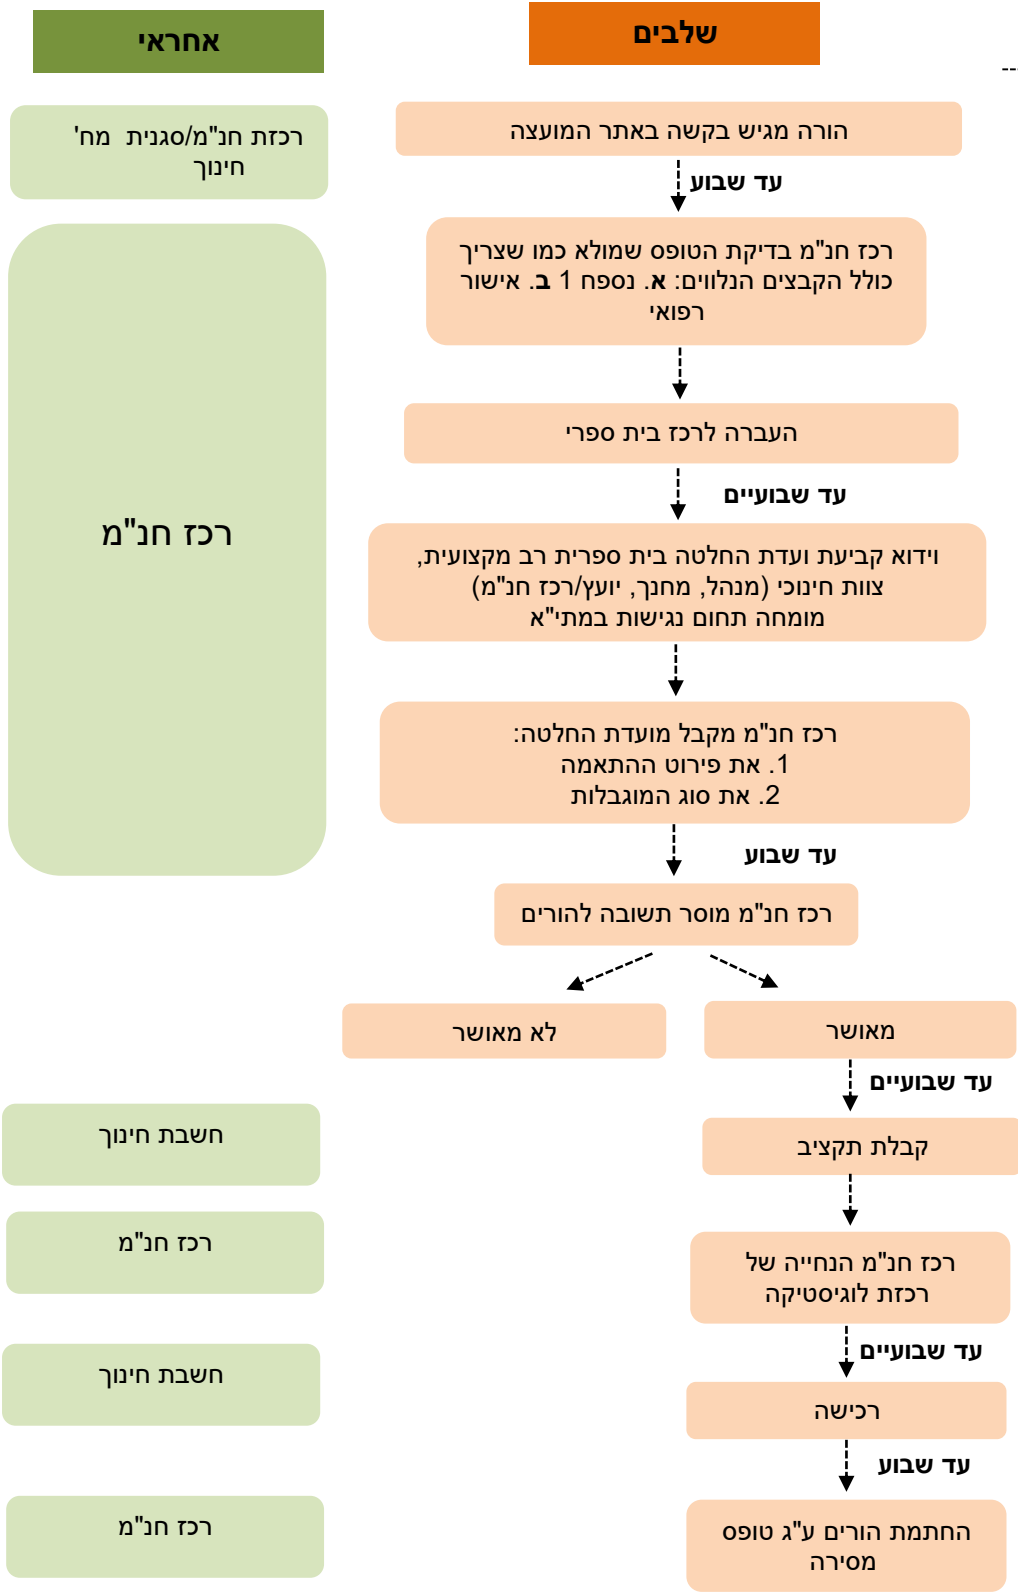 שלבים
אחראי
הורה מגיש בקשה באתר המועצה
רכזת חנ"מ/סגנית מח'
חינוך
עד שבוע
רכז חנ"מ בדיקת הטופס שמולא כמו שצריך
כולל הקבצים הנלווים: א. נספח 1 ב. אישור
רפואי
העברה לרכז בית ספרי
עד שבועיים
רכז חנ"מ
וידוא קביעת ועדת החלטה בית ספרית רב מקצועית,
צוות חינוכי (מנהל, מחנך, יועץ/רכז חנ"מ)
מומחה תחום נגישות במתי"א
רכז חנ"מ מקבל מועדת החלטה:
1. את פירוט ההתאמה
2. את סוג המוגבלות
עד שבוע
רכז חנ"מ מוסר תשובה להורים
מאושר
לא מאושר
עד שבועיים
קבלת תקציב
חשבת חינוך
רכז חנ"מ הנחייה של
רכזת לוגיסטיקה
רכז חנ"מ
עד שבועיים
רכישה
חשבת חינוך
עד שבוע
החתמת הורים ע"ג טופס
מסירה
רכז חנ"מ